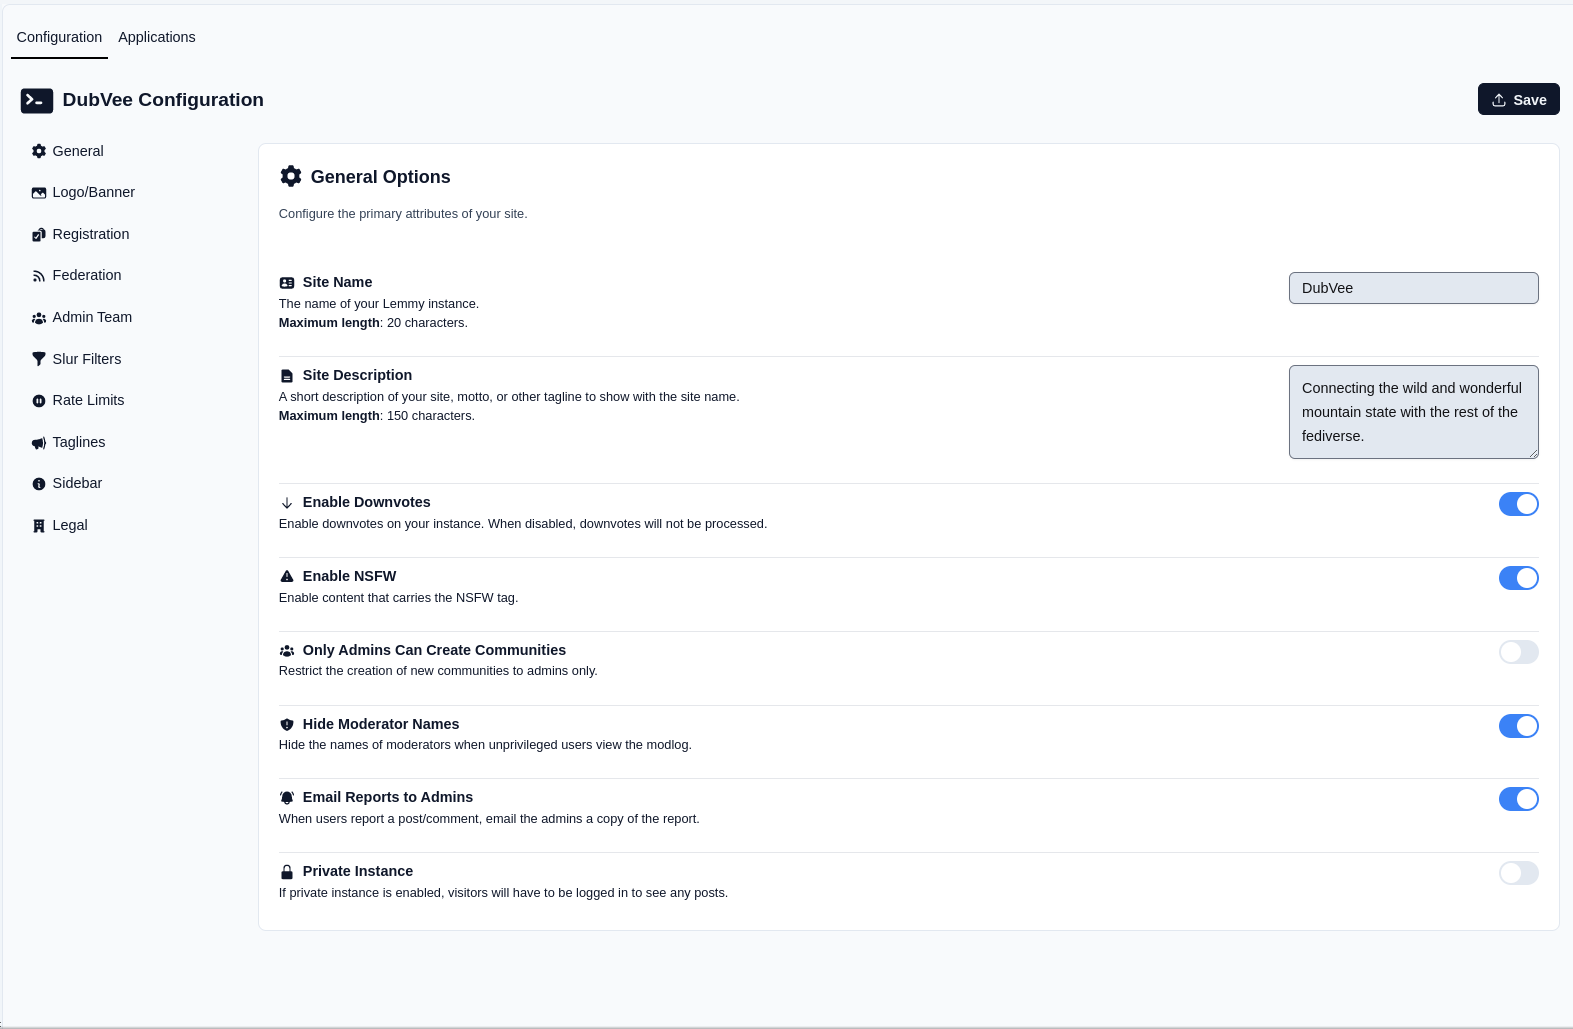 Configuration Applications
DubVee Configuration
Save
General
Logo/Banner
Registration
Federation
Admin Team
Slur Filters
Rate Limits
Taglines
Sidebar
Legal
General Options
Configure the primary attributes of your site.
Site Name
The name of your Lemmy instance.
Maximum length: 20 characters.
DubVee
Site Description
A short description of your site, motto, or other tagline to show with the site name.
Maximum length: 150 characters.
Connecting the wild and wonderful
mountain state with the rest of the
fediverse.
Enable Downvotes
Enable downvotes on your instance. When disabled, downvotes will not be processed.
Enable NSFW
Enable content that carries the NSFW tag.
Only Admins Can Create Communities
Restrict the creation of new communities to admins only.
Hide Moderator Names
Hide the names of moderators when unprivileged users view the modlog.
Email Reports to Admins
When users report a post/comment, email the admins a copy of the report.
Private Instance
If private instance is enabled, visitors will have to be logged in to see any posts.